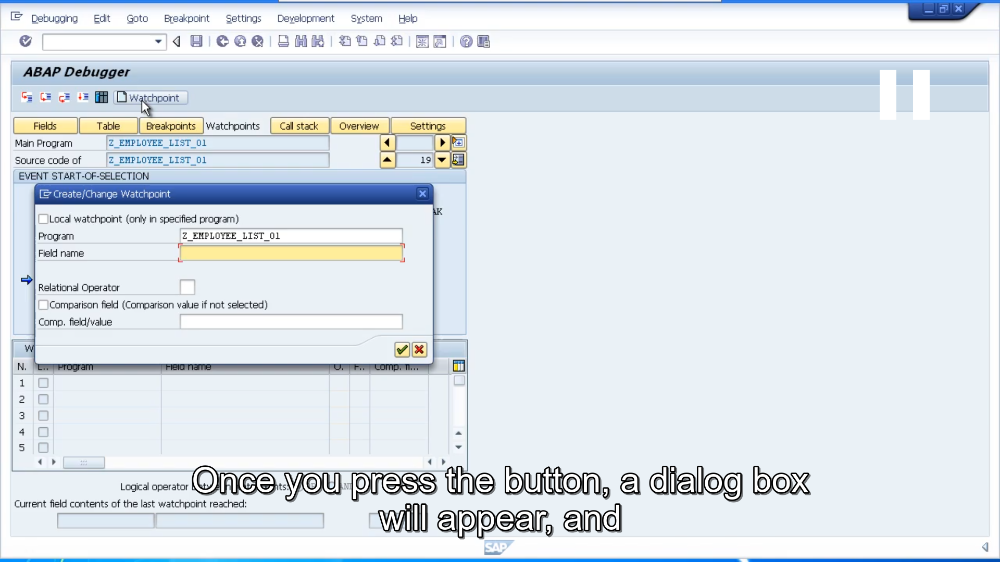 Debugging Edit Goto Breakpoint Settings Development System Help
ABAP Debugger
Watchpoint
Fields Table Breakpoints Watchpoints Call stack Overview Settings
Main Program Z_EMPLOYEE_LIST_01
Source code of Z_EMPLOYEE_LIST_01 19
EVENT START-OF-SELECTION
Create/Change Watchpoint
AK
Local watchpoint (only in specified program)
Program Z_EMPLOYEE_LIST_01
Field name
Relational Operator
Comparison field (Comparison value if not selected)
Comp. field/value
W
N. L.. Program Field name O. F.. Comp. fi...
1
2
3
4
5
Once you press the button, a dialog box
Logical operator
Current field contents of the last watchpoint reached:
will appear, and
SAP